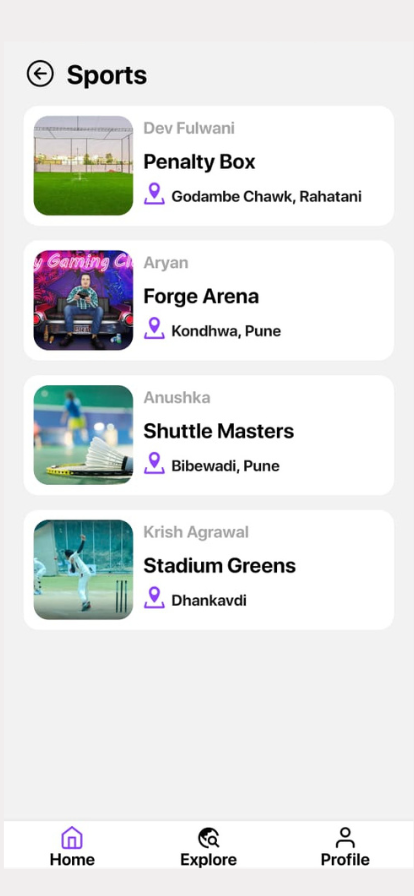 Sports
Dev Fulwani
Penalty Box
Godambe Chawk, Rahatani
y Gaming Cl
Aryan
Forge Arena
Kondhwa, Pune
Anushka
Shuttle Masters
Bibewadi, Pune
Krish Agrawal
Stadium Greens
Dhankavdi
Home
Explore
Profile